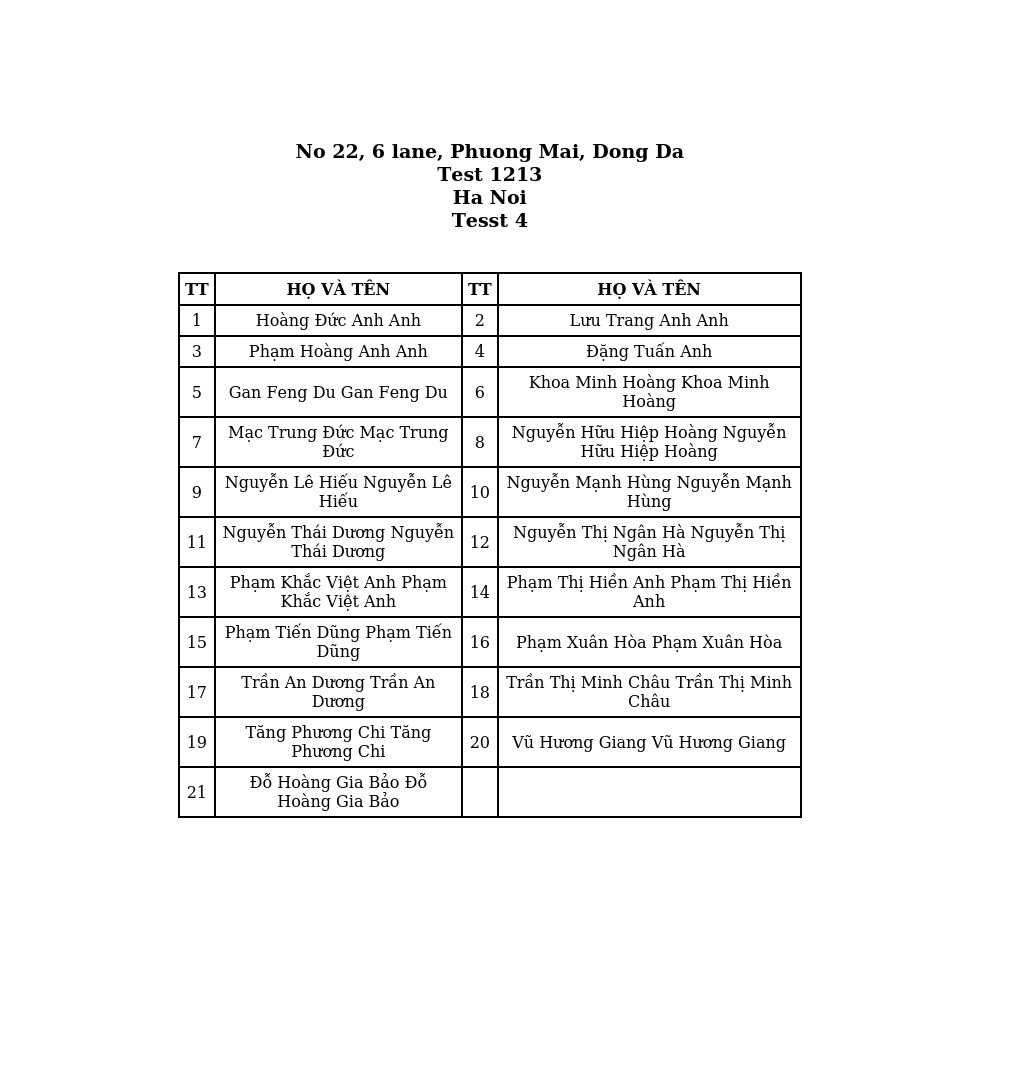 No 22, 6 lane, Phuong Mai, Dong Da
Test 1213
Ha Noi
Tesst 4
TT HỌ VÀ TÊN TT HỌ VÀ TÊN
1 Hoàng Đức Anh Anh 2 Lưu Trang Anh Anh
3 Phạm Hoàng Anh Anh 4 Đặng Tuấn Anh
5 Gan Feng Du Gan Feng Du 6 Khoa Minh Hoàng Khoa Minh
Hoàng
7 Mạc Trung Đức Mạc Trung
Đức
8 Nguyễn Hữu Hiệp Hoàng Nguyễn
Hữu Hiệp Hoàng
9 Nguyễn Lê Hiếu Nguyễn Lê
Hiếu
10 Nguyễn Mạnh Hùng Nguyễn Mạnh
Hùng
11 Nguyễn Thái Dương Nguyễn
Thái Dương
12 Nguyễn Thị Ngân Hà Nguyễn Thị
Ngân Hà
13 Phạm Khắc Việt Anh Phạm
Khắc Việt Anh
14 Phạm Thị Hiền Anh Phạm Thị Hiền
Anh
15 Phạm Tiến Dũng Phạm Tiến
Dũng
16 Phạm Xuân Hòa Phạm Xuân Hòa
17 Trần An Dương Trần An
Dương
18 Trần Thị Minh Châu Trần Thị Minh
Châu
19 Tăng Phương Chi Tăng
Phương Chi
20 Vũ Hương Giang Vũ Hương Giang
21 Đỗ Hoàng Gia Bảo Đỗ
Hoàng Gia Bảo